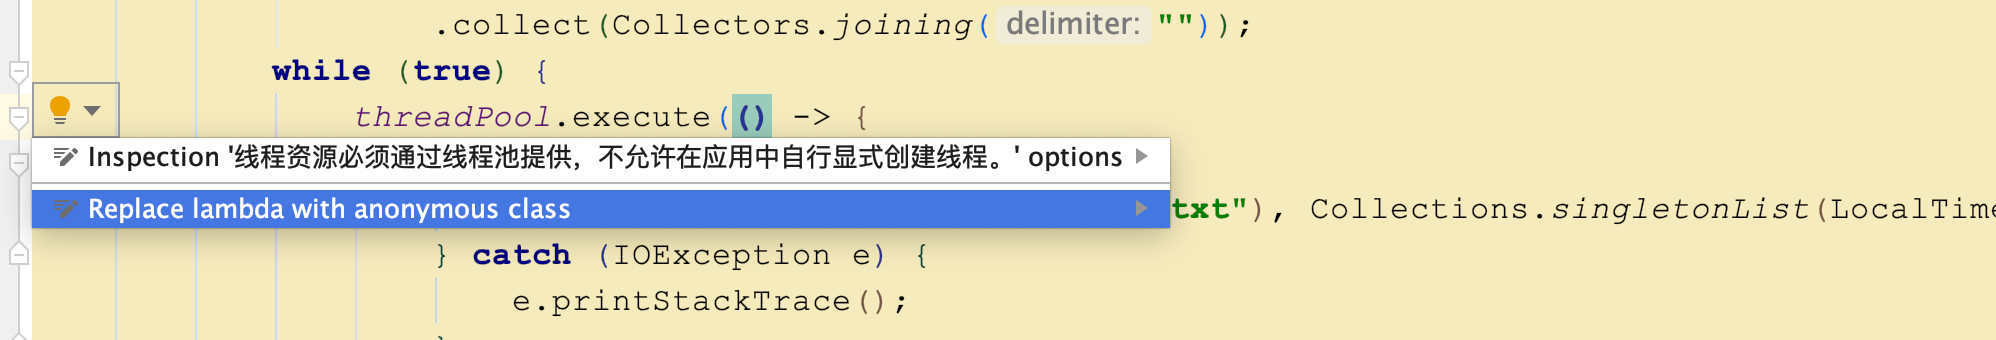 .collect(Collectors.joining( delimiter: ""));
while (true) {
threadPool.execute(() -> {
Inspection '线程资源必须通过线程池提供，不允许在应用中自行显式创建线程。' options
Replace lambda with anonymous class
txt"), Collections.singletonList(LocalTime
} catch (IOException e) {
e.printStackTrace();
}